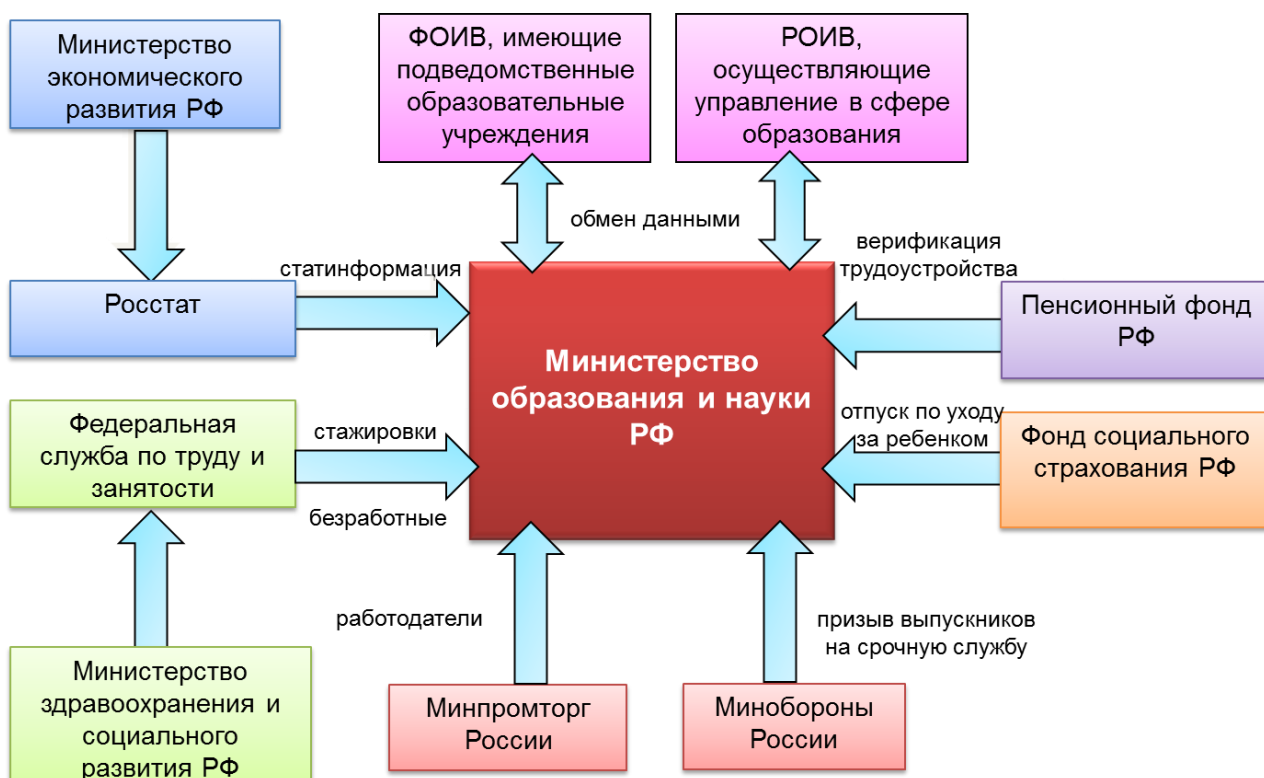 Министерство
экономического
развития РФ
ФОИВ, имеющие
подведомственные
образовательные
учреждения
РОИВ,
осуществляющие
управление в сфере
образования
обмен данными
статинформация
верификация
трудоустройства
Росстат
Пенсионный фонд
РФ
Министерство
образования и науки
РФ
Федеральная
служба по труду и
занятости
стажировки
безработные
отпуск по уходу
за ребенком
Фонд социального
страхования РФ
работодатели
призыв выпускников
на срочную службу
Министерство
здравоохранения и
социального
развития РФ
Минпромторг
России
Минобороны
России